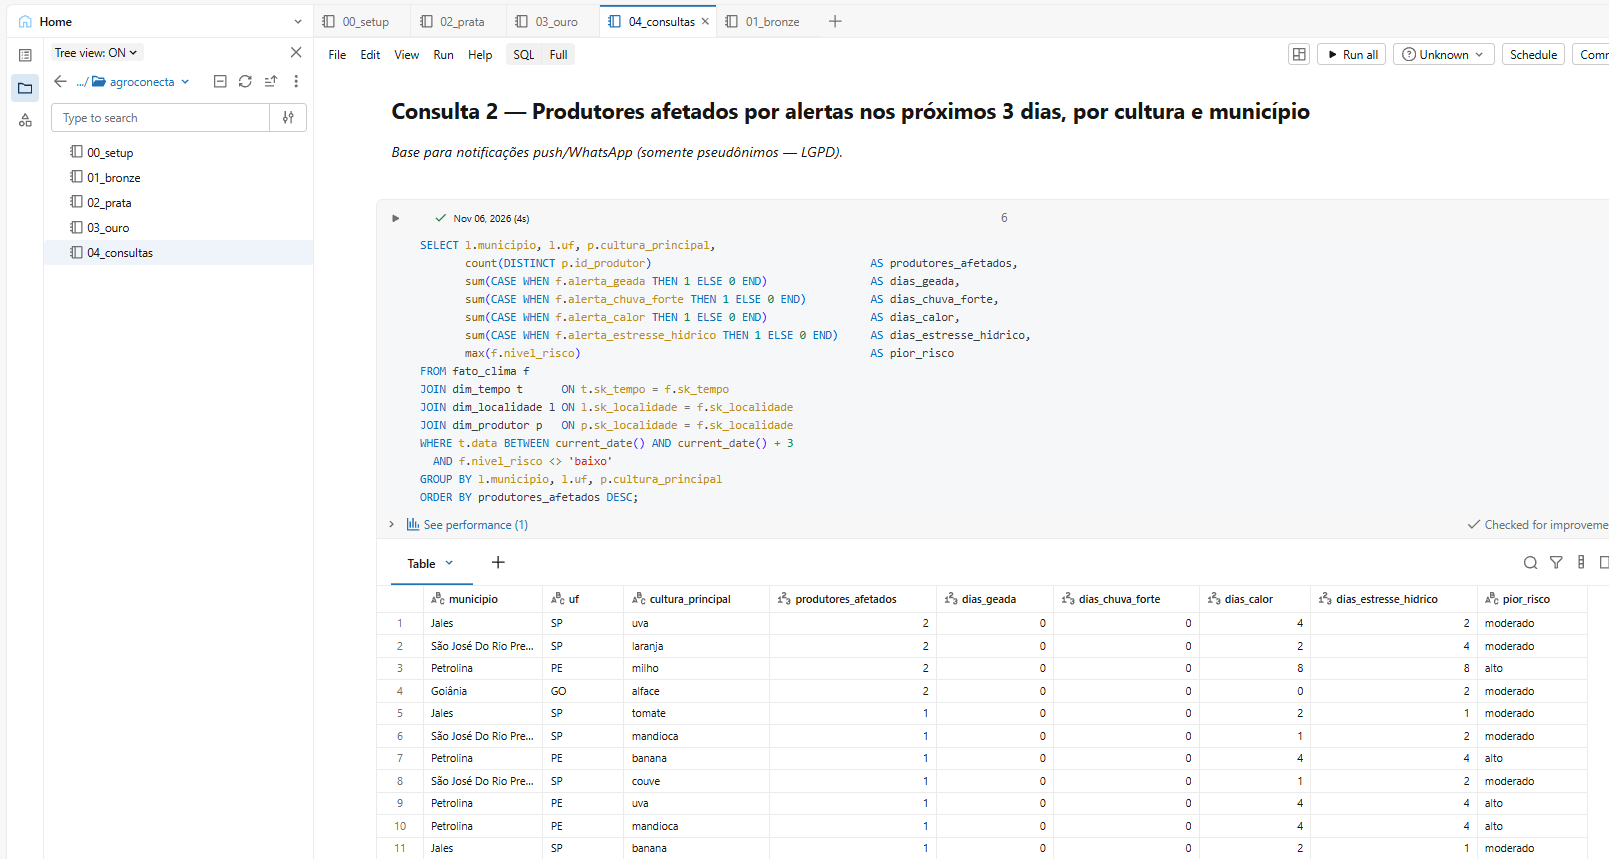 Home
00_setup
02_prata
03_ouro
04_consultas
01_bronze
Tree view: ON
File Edit View Run Help SQL Full
Run all
Unknown
Schedule
Comr
.../ agroconecta
Type to search
00_setup
01_bronze
02_prata
03_ouro
04_consultas
Consulta 2 — Produtores afetados por alertas nos próximos 3 dias, por cultura e município
Base para notificações push/WhatsApp (somente pseudônimos — LGPD).
Nov 06, 2026 (4s)
6
SELECT l.municipio, l.uf, p.cultura_principal,
count(DISTINCT p.id_produtor) AS produtores_afetados,
sum(CASE WHEN f.alerta_geada THEN 1 ELSE 0 END) AS dias_geada,
sum(CASE WHEN f.alerta_chuva_forte THEN 1 ELSE 0 END) AS dias_chuva_forte,
sum(CASE WHEN f.alerta_calor THEN 1 ELSE 0 END) AS dias_calor,
sum(CASE WHEN f.alerta_estresse_hidrico THEN 1 ELSE 0 END) AS dias_estresse_hidrico,
max(f.nivel_risco) AS pior_risco
FROM fato_clima f
JOIN dim_tempo t ON t.sk_tempo = f.sk_tempo
JOIN dim_localidade l ON l.sk_localidade = f.sk_localidade
JOIN dim_produtor p ON p.sk_localidade = f.sk_localidade
WHERE t.data BETWEEN current_date() AND current_date() + 3
AND f.nivel_risco <> 'baixo'
GROUP BY l.municipio, l.uf, p.cultura_principal
ORDER BY produtores_afetados DESC;
See performance (1)
Checked for improveme
Table
municipio uf cultura_principal produtores_afetados dias_geada dias_chuva_forte dias_calor dias_estresse_hidrico pior_risco
1 Jales SP uva 2 0 0 4 2 moderado
2 São José Do Rio Pre... SP laranja 2 0 0 2 4 moderado
3 Petrolina PE milho 2 0 0 8 8 alto
4 Goiânia GO alface 2 0 0 0 2 moderado
5 Jales SP tomate 1 0 0 2 1 moderado
6 São José Do Rio Pre... SP mandioca 1 0 0 1 2 moderado
7 Petrolina PE banana 1 0 0 4 4 alto
8 São José Do Rio Pre... SP couve 1 0 0 1 2 moderado
9 Petrolina PE uva 1 0 0 4 4 alto
10 Petrolina PE mandioca 1 0 0 4 4 alto
11 Jales SP banana 1 0 0 2 1 moderado